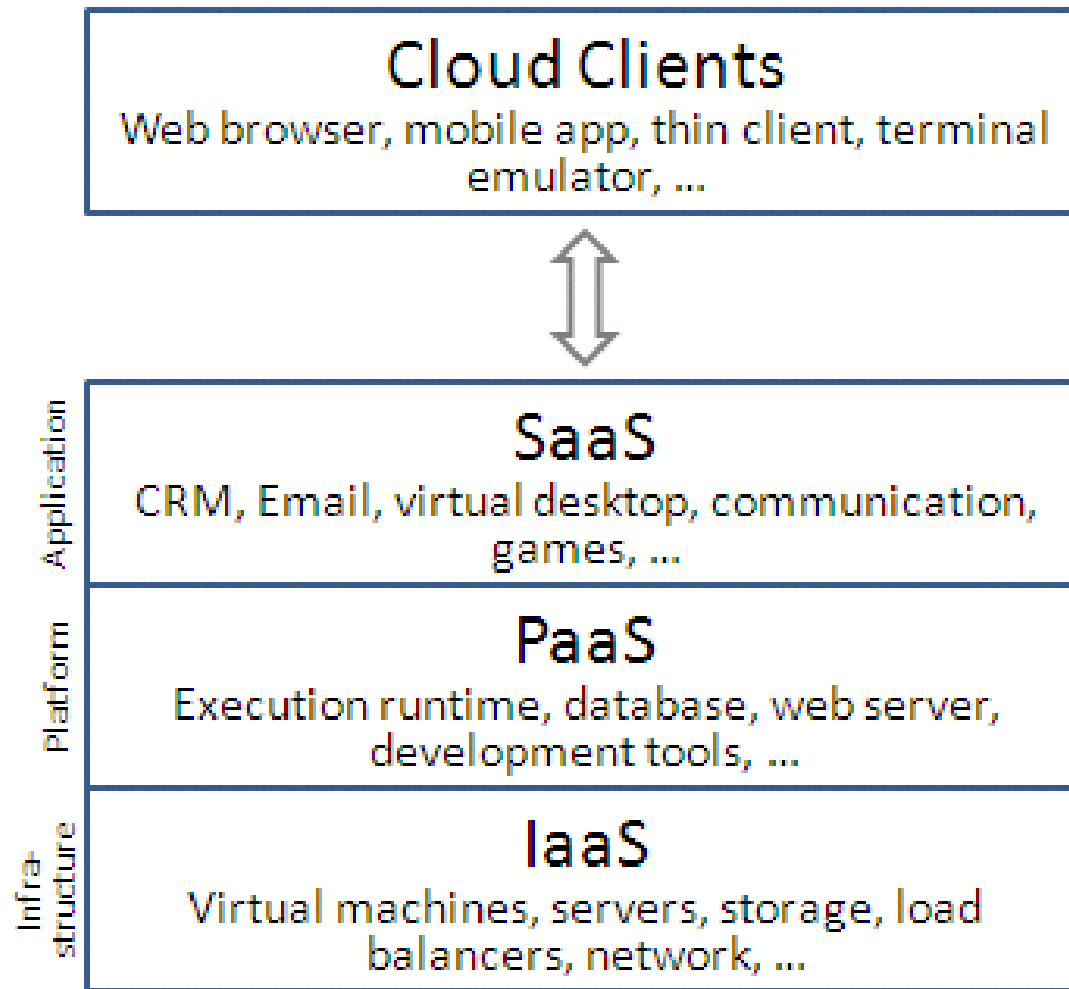 Cloud Clients
Web browser, mobile app, thin client, terminal
emulator, ...
Application
SaaS
CRM, Email, virtual desktop, communication,
games, ...
Platform
PaaS
Execution runtime, database, web server,
development tools, ...
Infra-
structure
IaaS
Virtual machines, servers, storage, load
balancers, network, ...